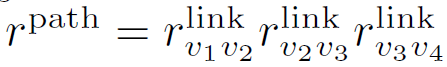 r^{path} = r^{link}_{v_1 v_2} r^{link}_{v_2 v_3} r^{link}_{v_3 v_4}